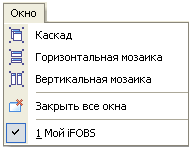 Окно
Каскад
Горизонтальная мозаика
Вертикальная мозаика
Закрыть все окна
1 Мой iFOBS